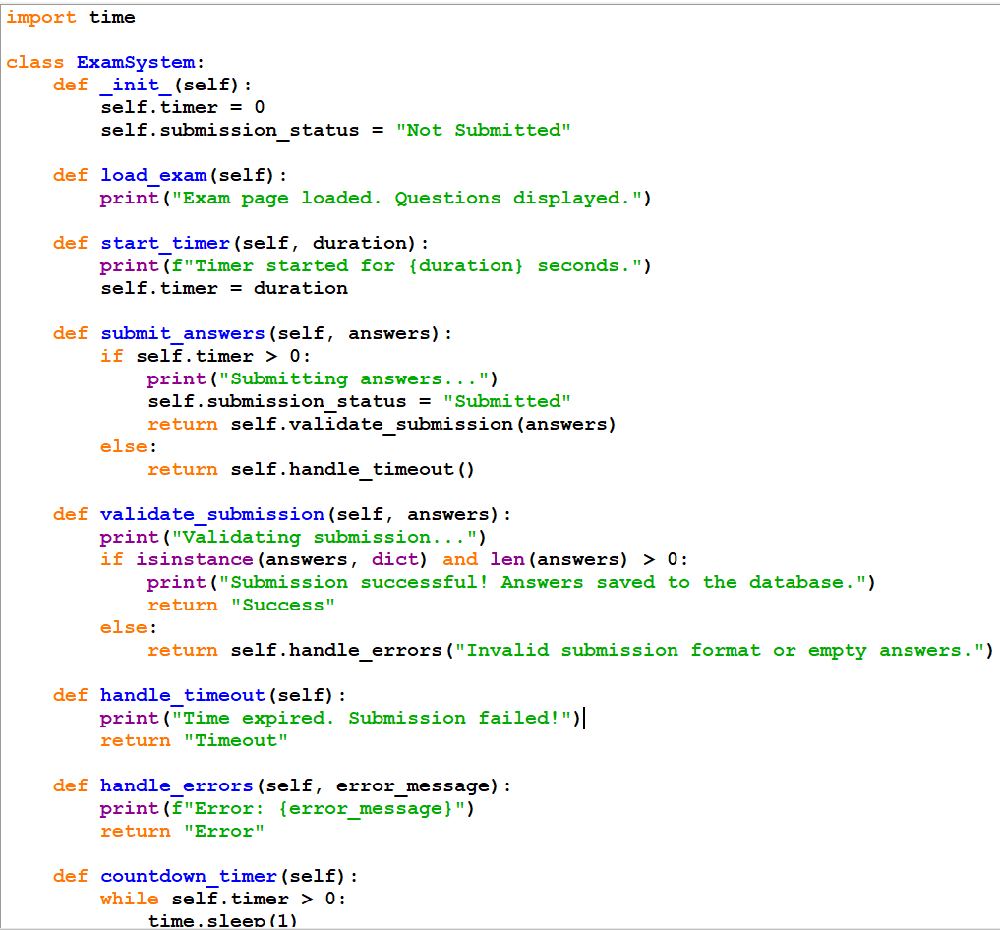 import time

class ExamSystem:
    def _init_(self):
        self.timer = 0
        self.submission_status = "Not Submitted"

    def load_exam(self):
        print("Exam page loaded. Questions displayed.")

    def start_timer(self, duration):
        print(f"Timer started for {duration} seconds.")
        self.timer = duration

    def submit_answers(self, answers):
        if self.timer > 0:
            print("Submitting answers...")
            self.submission_status = "Submitted"
            return self.validate_submission(answers)
        else:
            return self.handle_timeout()

    def validate_submission(self, answers):
        print("Validating submission...")
        if isinstance(answers, dict) and len(answers) > 0:
            print("Submission successful! Answers saved to the database.")
            return "Success"
        else:
            return self.handle_errors("Invalid submission format or empty answers.")

    def handle_timeout(self):
        print("Time expired. Submission failed!")
        return "Timeout"

    def handle_errors(self, error_message):
        print(f"Error: {error_message}")
        return "Error"

    def countdown_timer(self):
        while self.timer > 0:
            time.sleep(1)